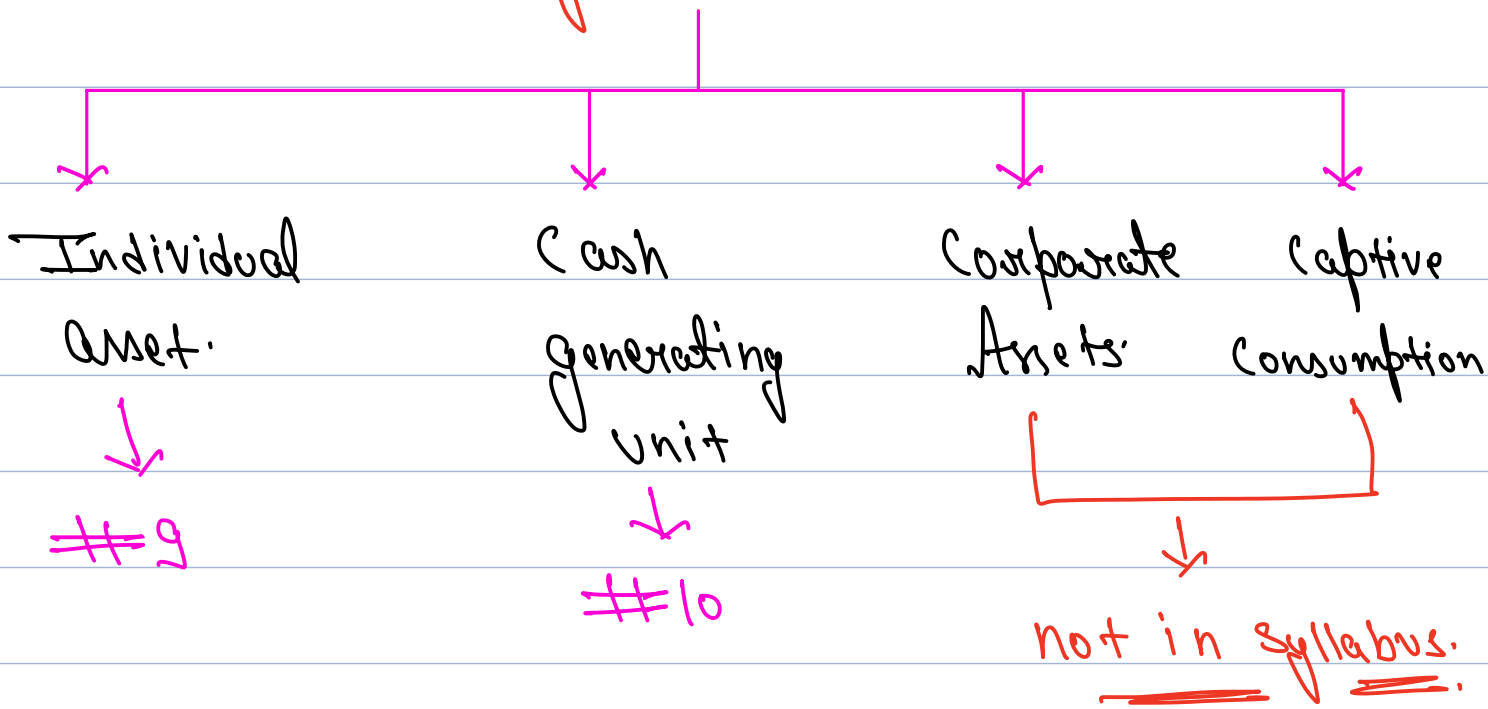 Individual asset.
Cash generating unit
Corporate Assets
Captive Consumption
#9
#10
not in syllabus.